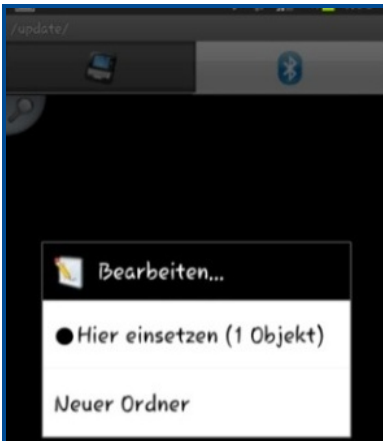 /update/
Bearbeiten...
Hier einsetzen (1 Objekt)
Neuer Ordner